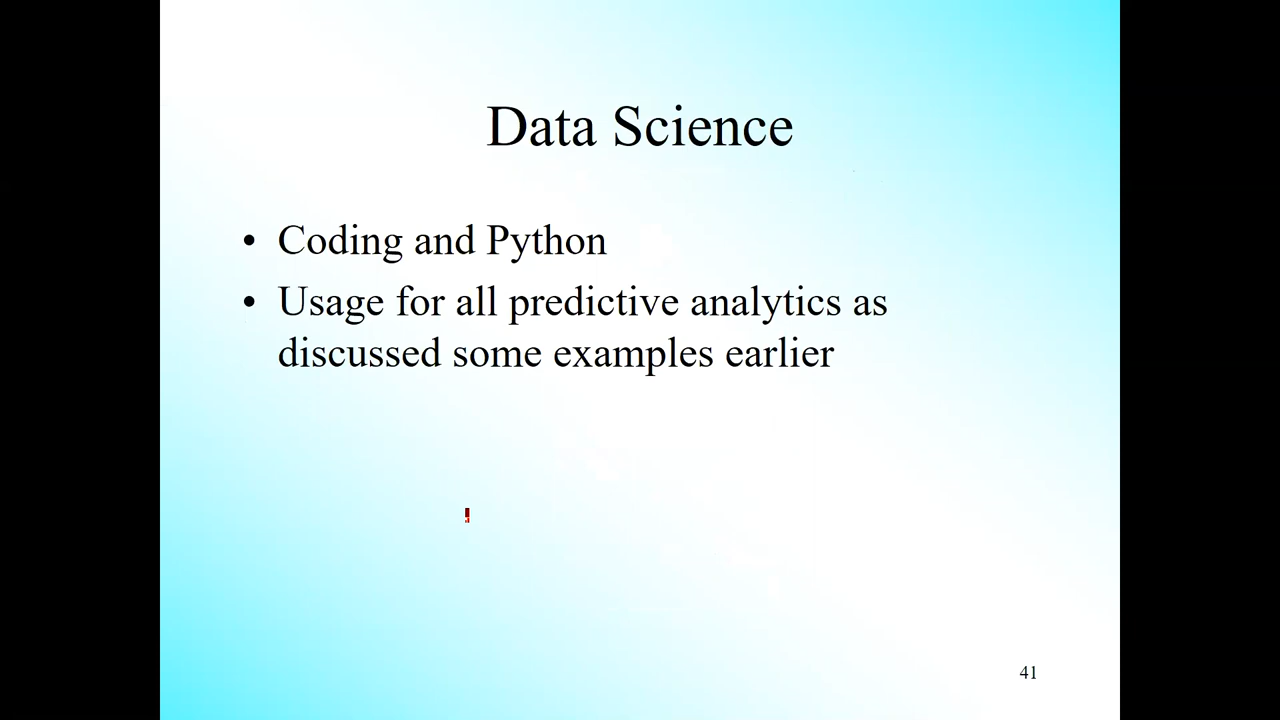 Data Science
• Coding and Python
• Usage for all predictive analytics as
discussed some examples earlier
41